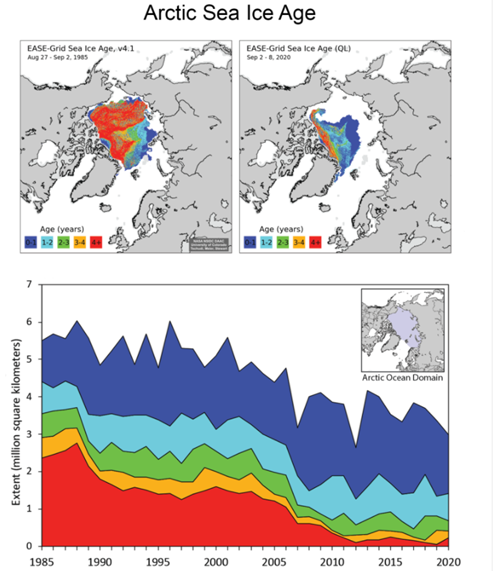 Arctic Sea Ice Age
EASE-Grid Sea Ice Age, v4.1
Aug 27 - Sep 2, 1985
Age (years)
0-1 1-2 2-3 3-4 4+
EASE-Grid Sea Ice Age (QL)
Sep 2 - 8, 2020
Age (years)
0-1 1-2 2-3 3-4 4+
Extent (million square kilometers)
7
6
5
4
3
2
1
0
Arctic Ocean Domain
1985 1990 1995 2000 2005 2010 2015 2020